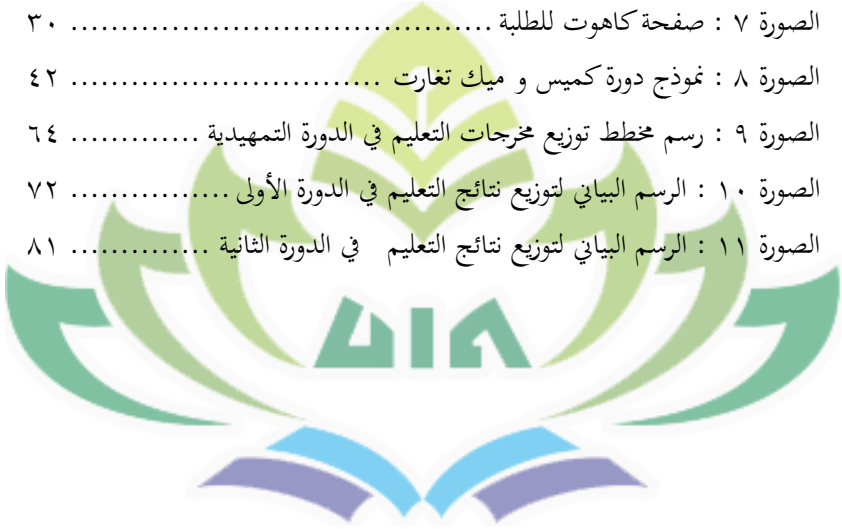 الصورة ٧ : صفحة كاهوت للطلبة .......................................... ٣٠
الصورة ٨ : نموذج دورة كميس و ميك تغارت ............................... ٤٢
الصورة ٩ : رسم مخطط توزيع مخرجات التعليم في الدورة التمهيدية ............. ٦٤
الصورة ١٠ : الرسم البياني لتوزيع نتائج التعليم في الدورة الأولى ................ ٧٢
الصورة ١١ : الرسم البياني لتوزيع نتائج التعليم في الدورة الثانية .............. ٨١